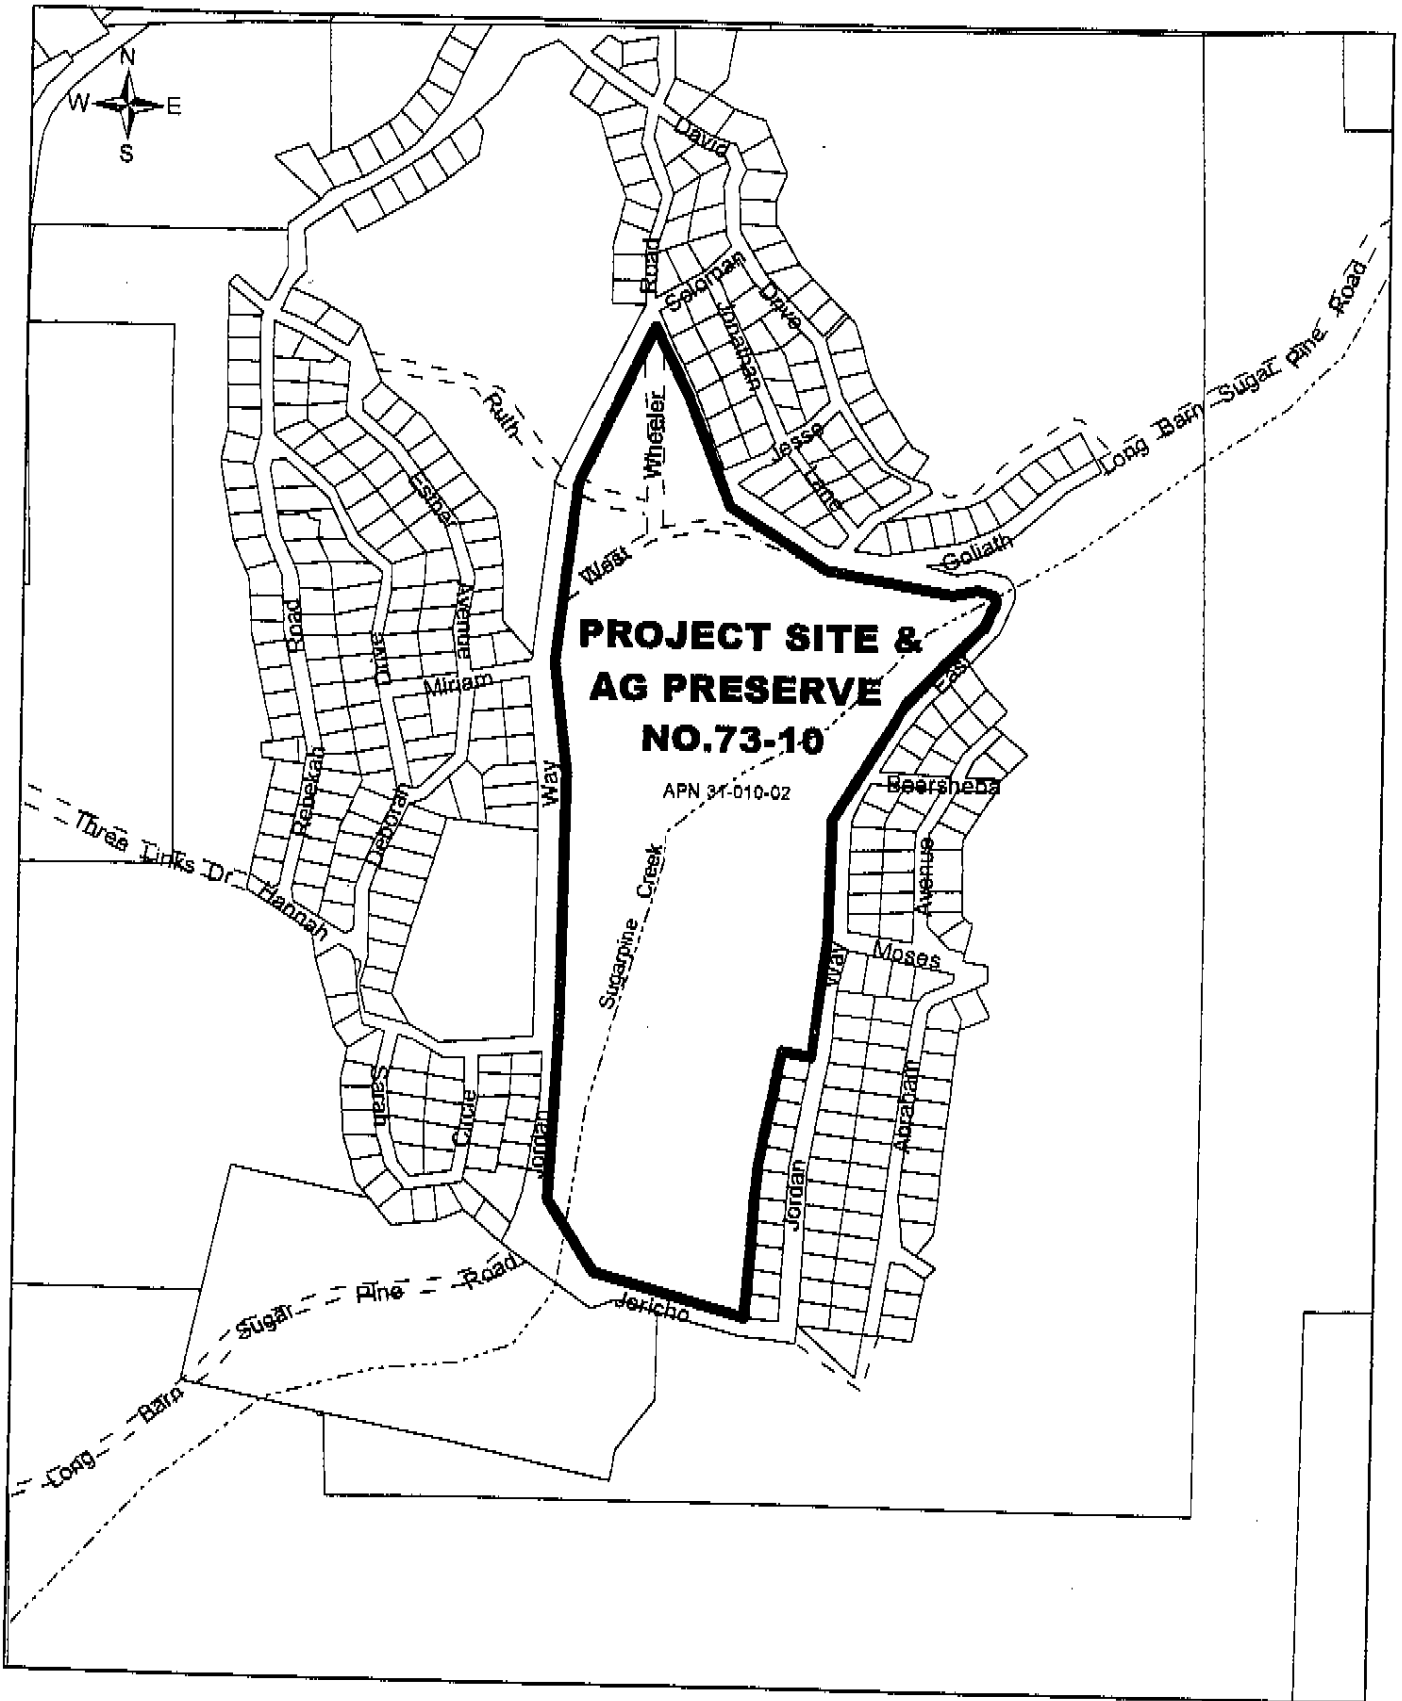 N
W E
S
David
Road
Soloman
Drive
Jonathan
Long Barn Sugar Pine Road
Ruth
Wheeler
Jesse
Lane
Esther
West
Goliath
PROJECT SITE &
AG PRESERVE
NO.73-10
APN 31-010-02
Road
Drive
Avenue
Miriam
East
Way
Beersheba
Rebekah
Deborah
Three Links Dr
Hannah
Sugarpine Creek
Avenue
Moses
Way
Sarah
Circle
Jordan
Abraham
Jordan
Long Barn Sugar Pine Road
Jericho